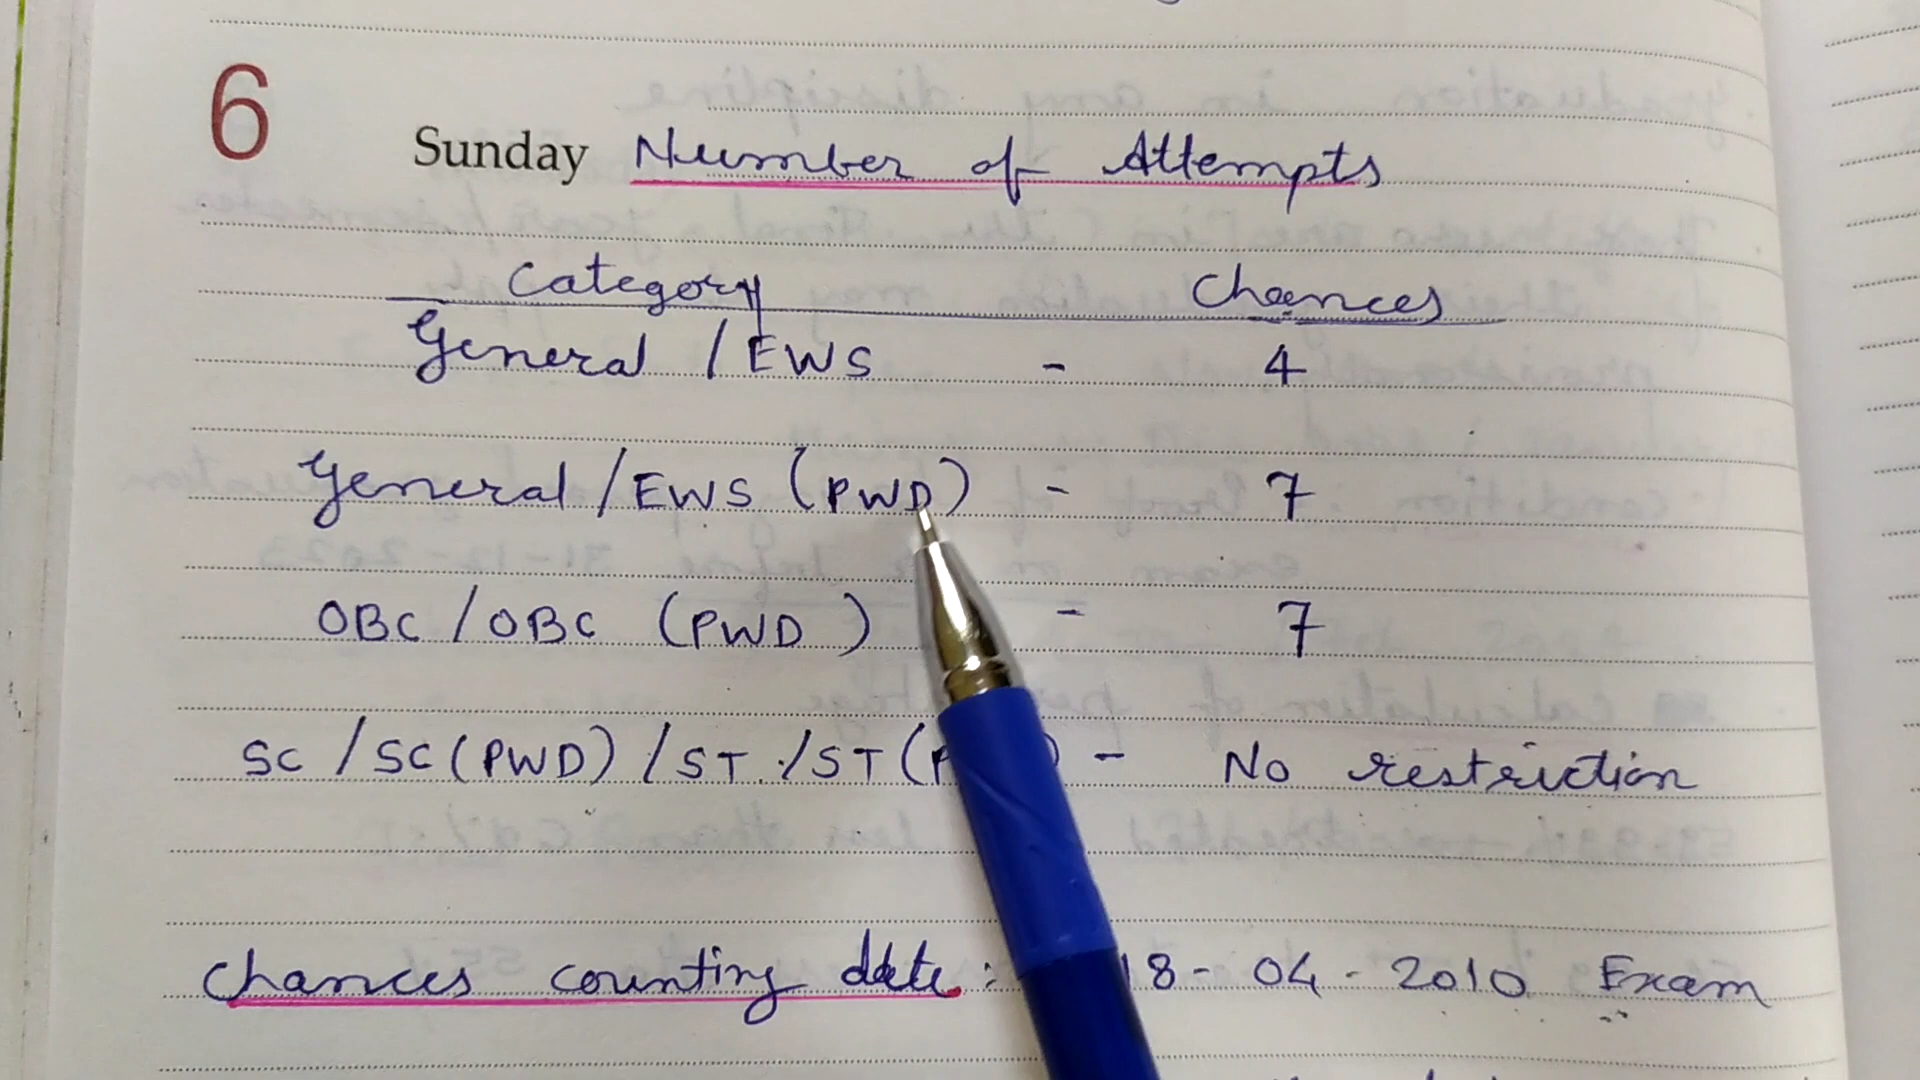 6
Sunday Number of Attempts
Category Chances
General / EWS - 4
General / EWS (PWD) - 7
OBC / OBC (PWD) - 7
SC / SC (PWD) / ST / ST (P ) - No restriction
Chances counting date : 18 - 04 - 2010 Exam